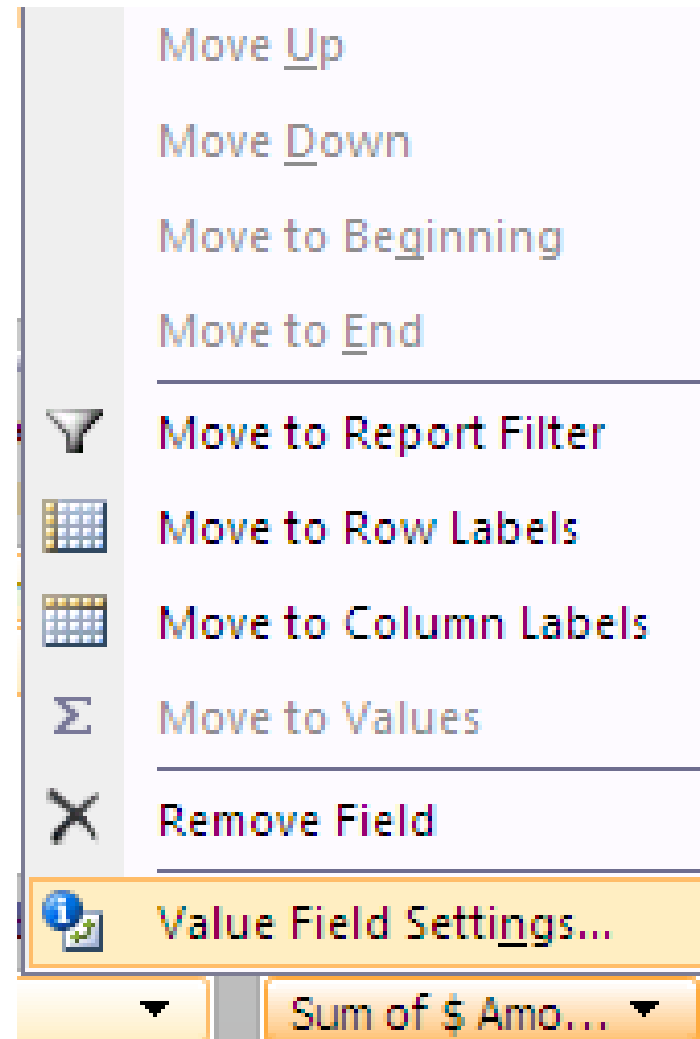 Move Up
Move Down
Move to Beginning
Move to End
Move to Report Filter
Move to Row Labels
Move to Column Labels
Σ Move to Values
Remove Field
Value Field Settings...
Sum of $ Amo...